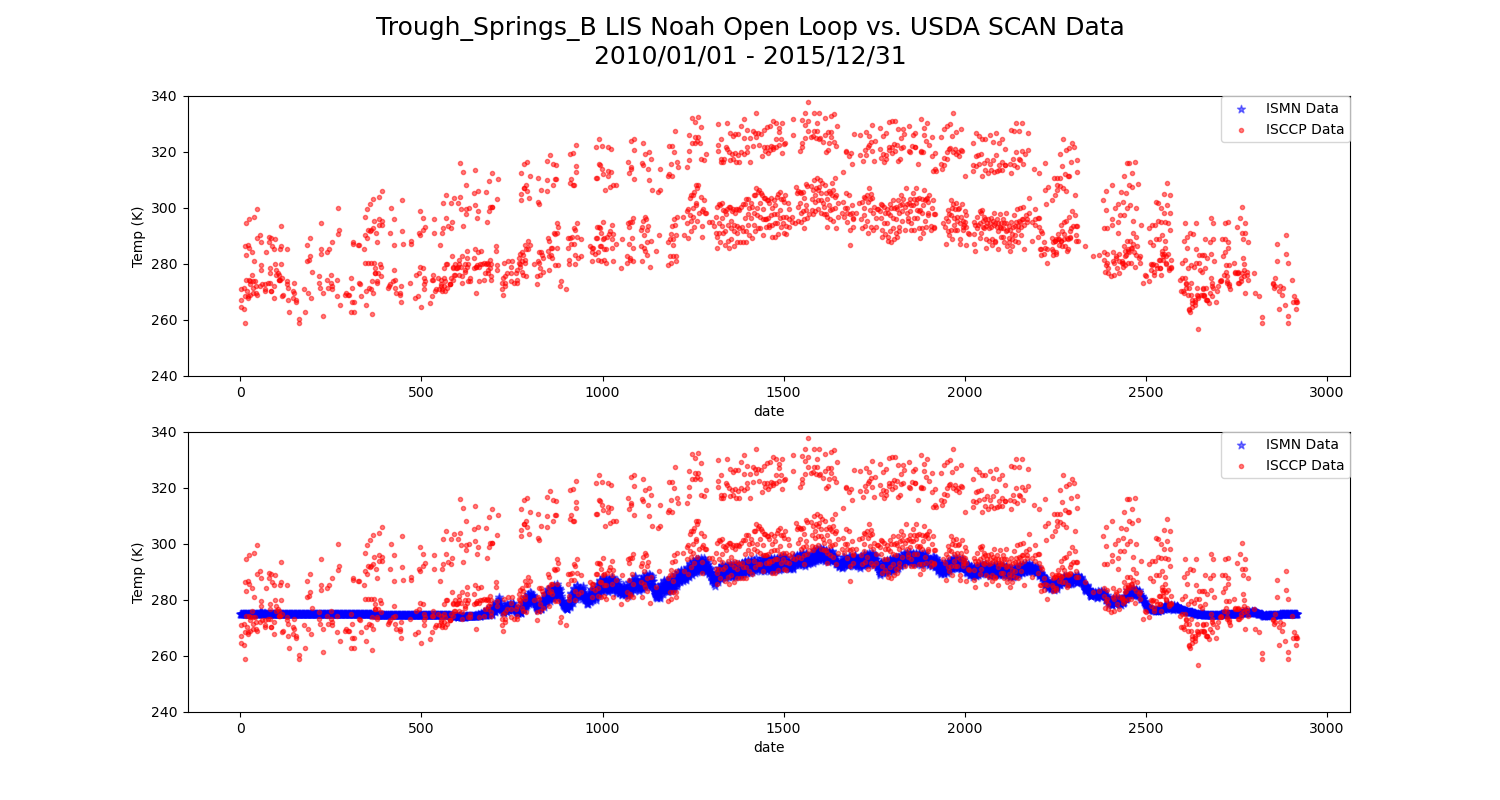 Trough_Springs_B LIS Noah Open Loop vs. USDA SCAN Data
2010/01/01 - 2015/12/31
340
320
300
280
260
240
Temp (K)
ISMN Data
ISCCP Data
0 500 1000 1500 2000 2500 3000
date
340
320
300
280
260
240
Temp (K)
ISMN Data
ISCCP Data
0 500 1000 1500 2000 2500 3000
date